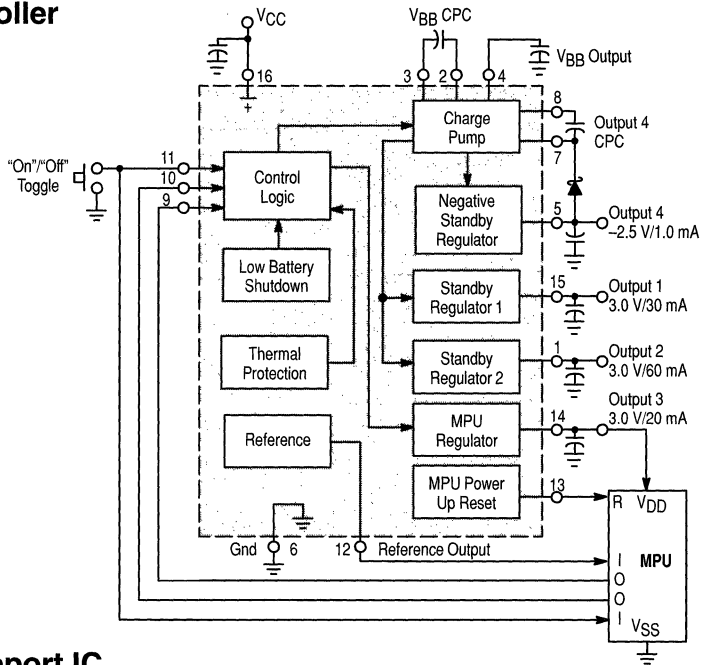 oller
VCC
VBB CPC
VBB Output
3
2
4
16
+
8
Charge
Pump
Output 4
CPC
7
"On"/"Off"
Toggle
11
10
9
Control
Logic
Negative
Standby
Regulator
5
Output 4
–2.5 V/1.0 mA
Low Battery
Shutdown
Standby
Regulator 1
15
Output 1
3.0 V/30 mA
Thermal
Protection
Standby
Regulator 2
1
Output 2
3.0 V/60 mA
Output 3
3.0 V/20 mA
Reference
MPU
Regulator
14
MPU Power
Up Reset
13
R VDD
Gnd 6
12 Reference Output
I MPU
O
O
I VSS
port IC